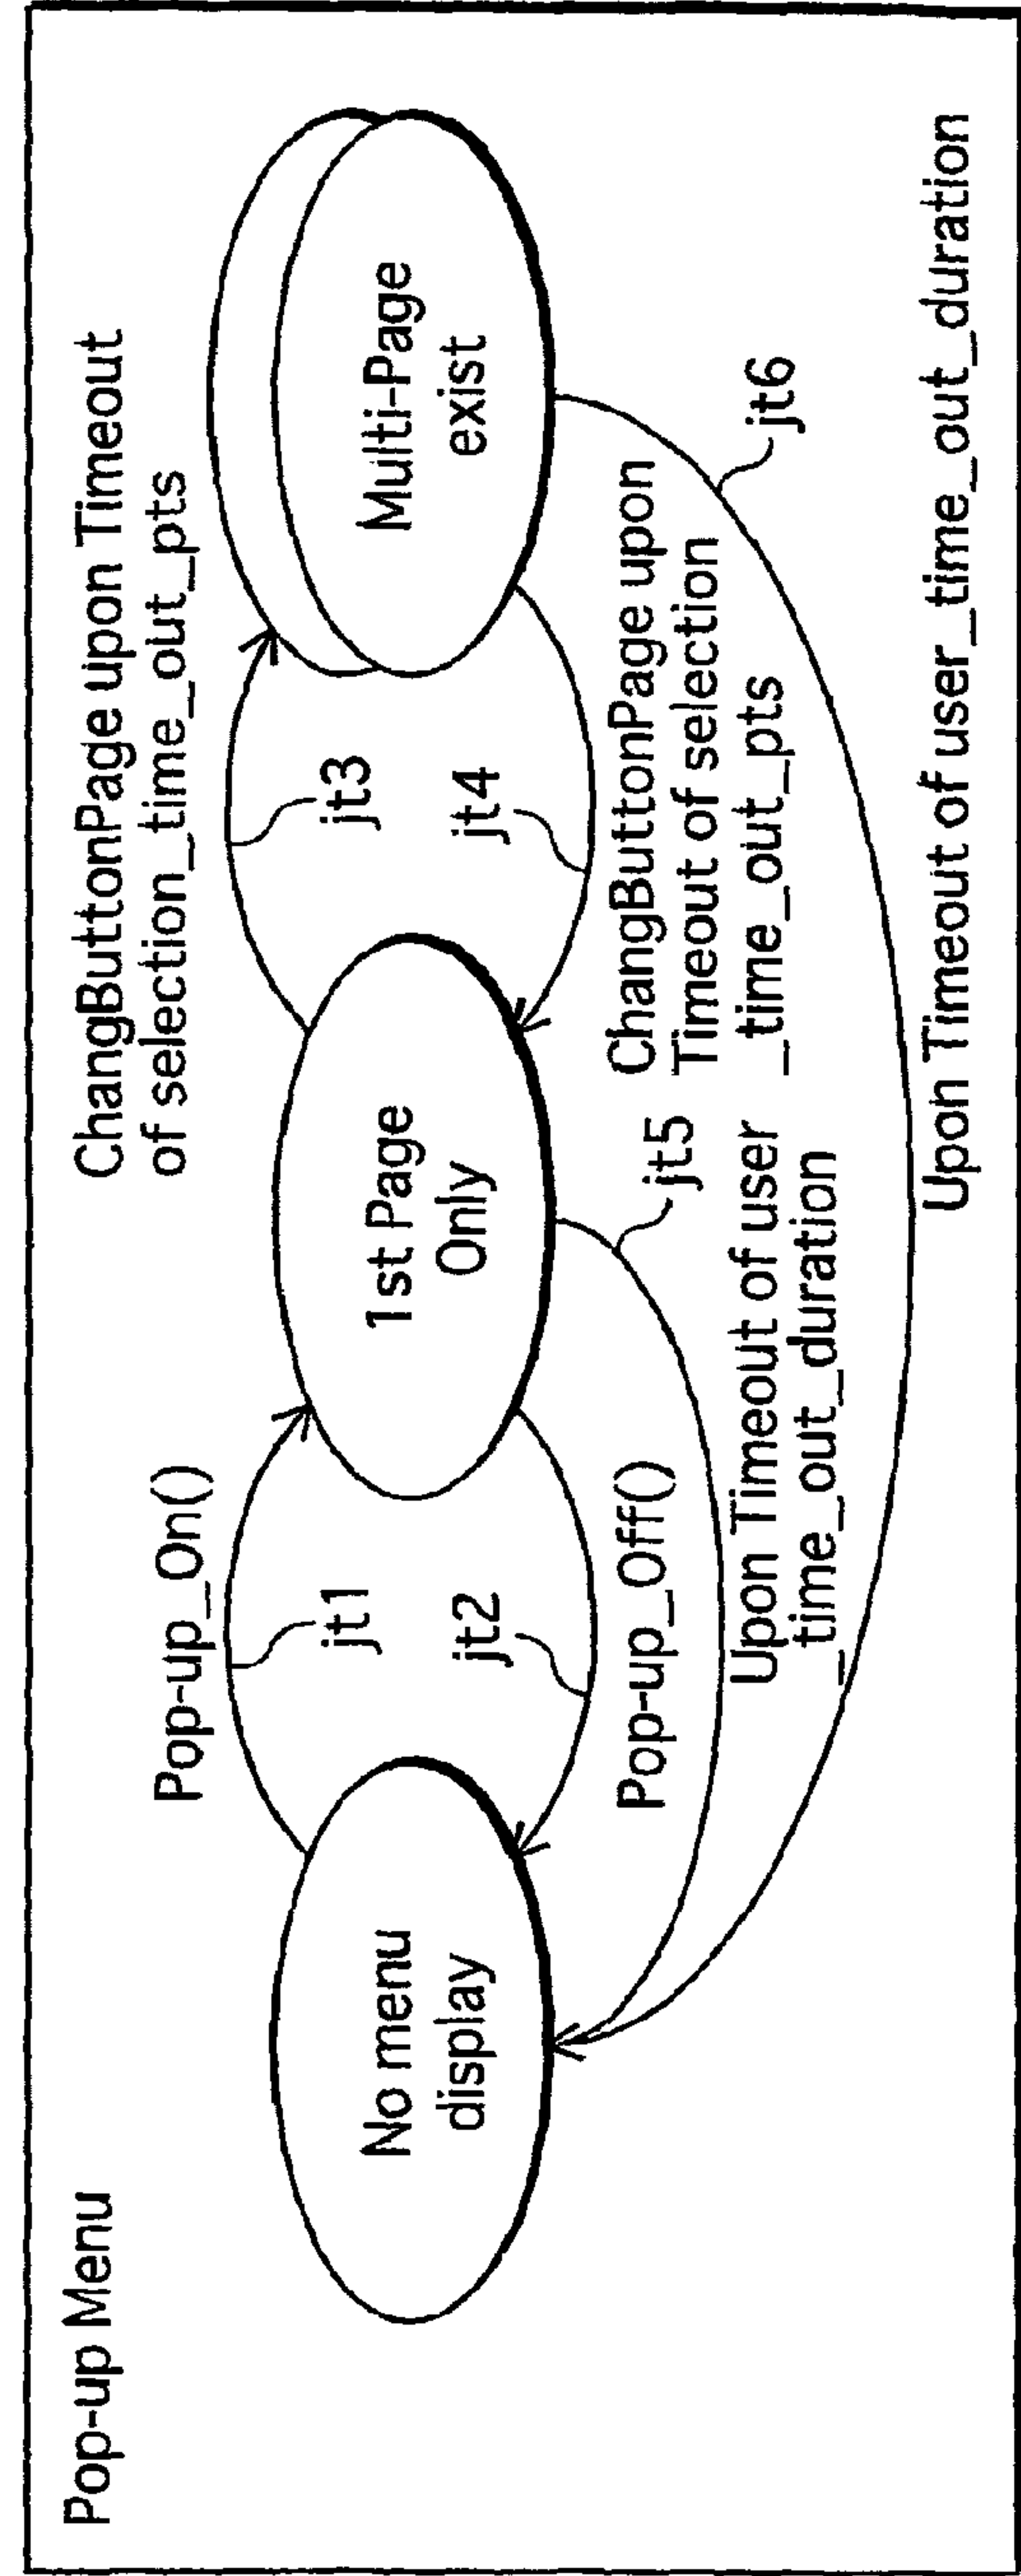 Pop-up Menu
Pop-up_On()
jt1
jt2
Pop-up_Off()
No menu
display
1st Page
Only
ChangButtonPage upon Timeout
of selection_time_out_pts
jt3
jt4
ChangButtonPage upon
Timeout of selection
_time_out_pts
Multi-Page
exist
jt5
Upon Timeout of user
_time_out_duration
jt6
Upon Timeout of user_time_out_duration